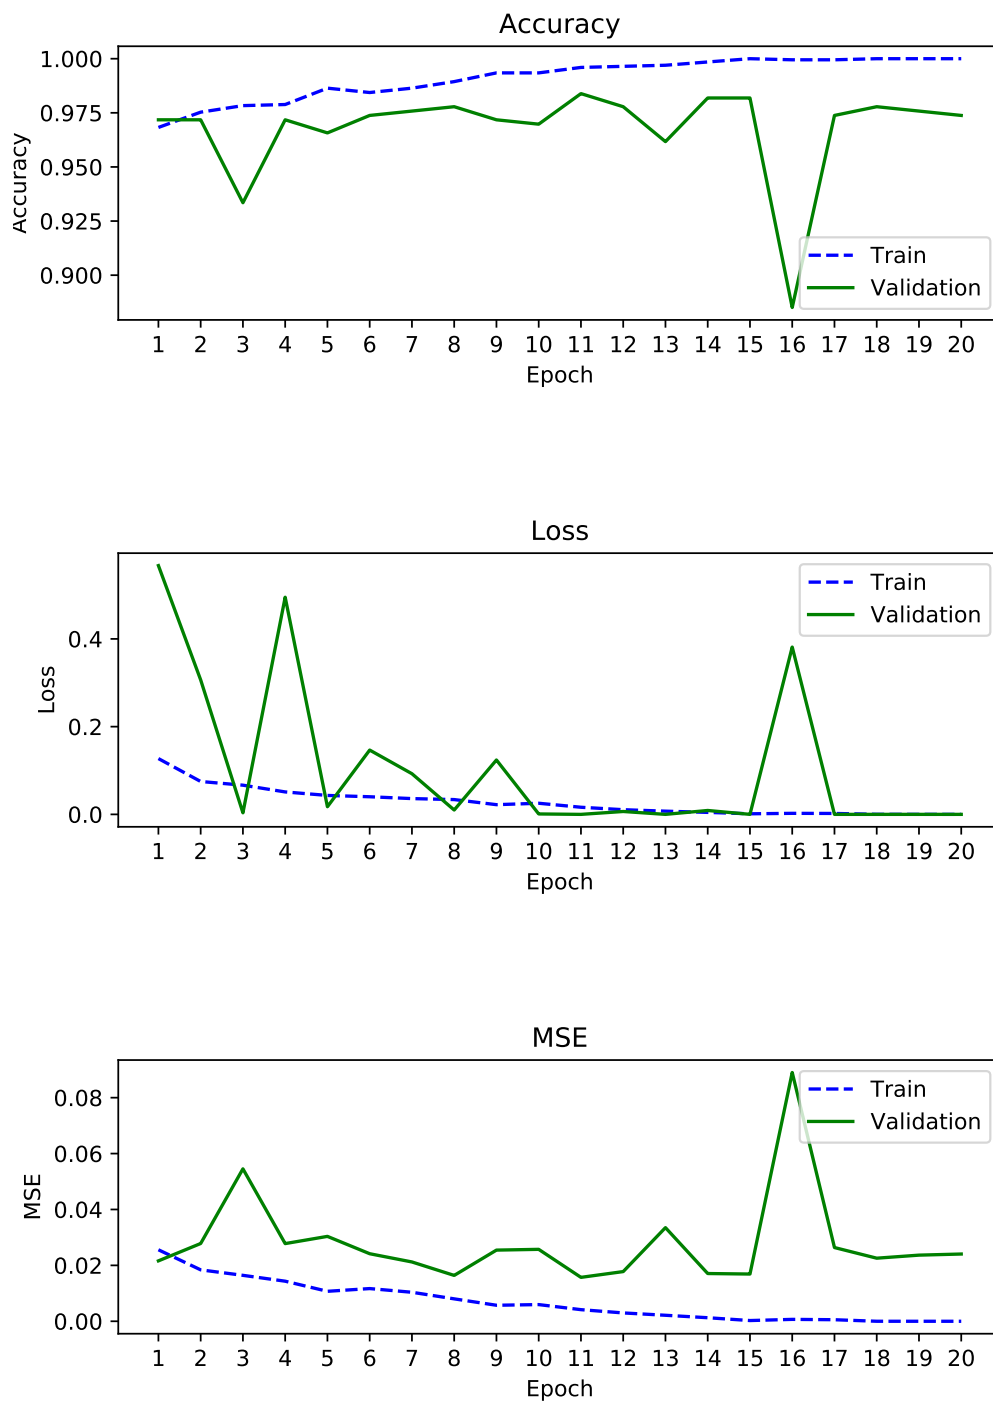 Accuracy
1.000
0.975
0.950
0.925
0.900
Accuracy
Train
Validation
1 2 3 4 5 6 7 8 9 10 11 12 13 14 15 16 17 18 19 20
Epoch
Loss
0.4
0.2
0.0
Loss
Train
Validation
1 2 3 4 5 6 7 8 9 10 11 12 13 14 15 16 17 18 19 20
Epoch
MSE
0.08
0.06
0.04
0.02
0.00
MSE
Train
Validation
1 2 3 4 5 6 7 8 9 10 11 12 13 14 15 16 17 18 19 20
Epoch